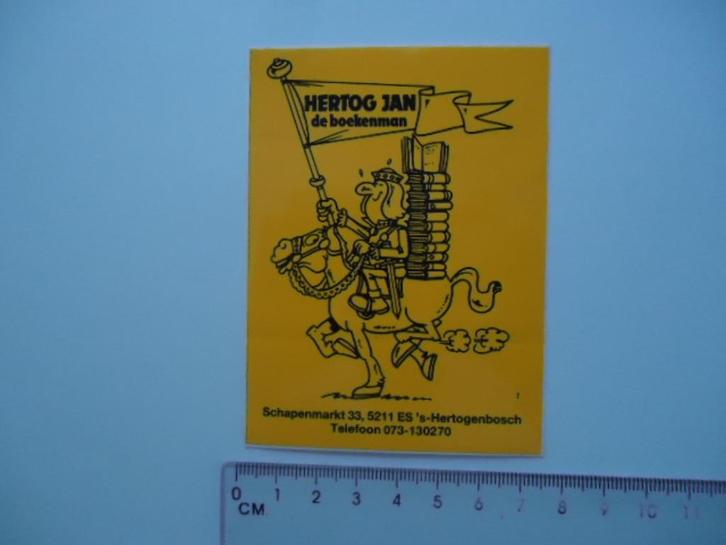 HERTOG JAN
de boekenman
Schapenmarkt 33, 5211 ES 's-Hertogenbosch
Telefoon 073-130270
0 1 2 3 4 5 6 7 8 9 10 11
CM